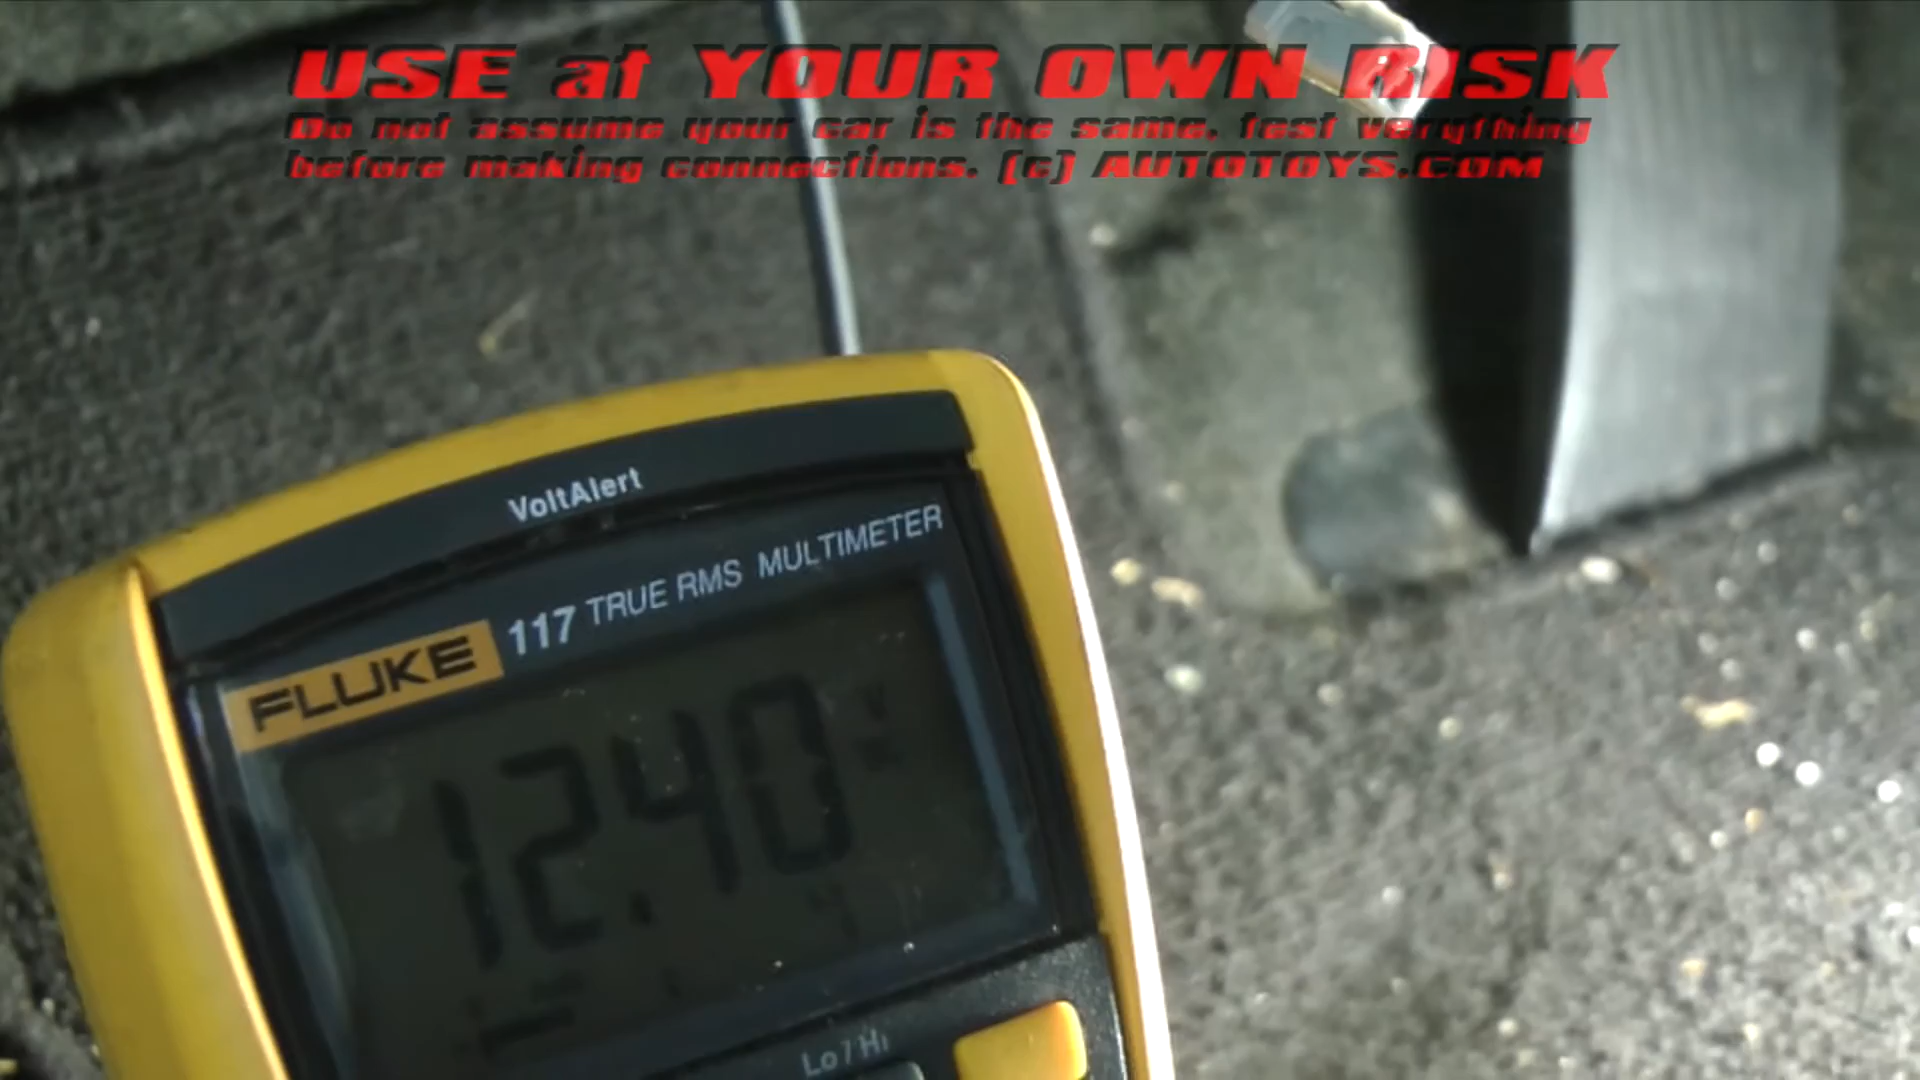 USE at YOUR OWN RISK
Do not assume your car is the same, test verything
before making connections. (c) AUTOTOYS.COM
VoltAlert
FLUKE 117 TRUE RMS MULTIMETER
12.40
Lo / Hi